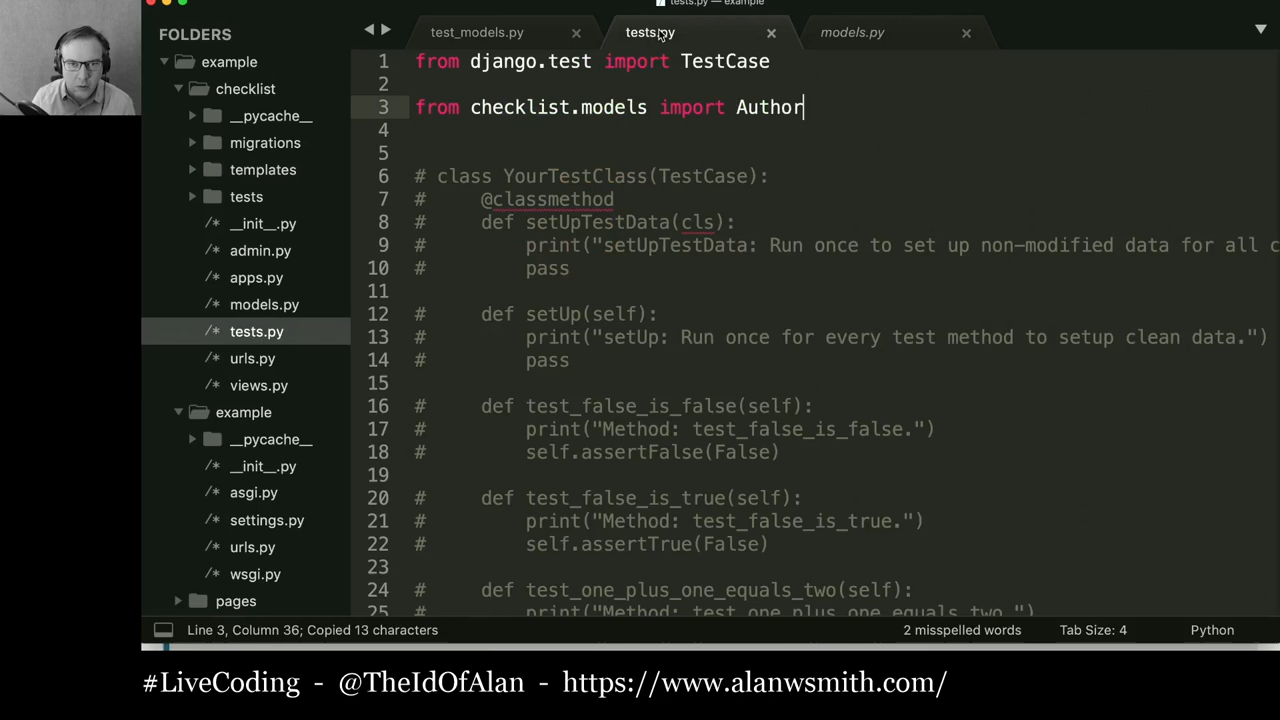 tests.py — example
FOLDERS
example
checklist
__pycache__
migrations
templates
tests
/* __init__.py
/* admin.py
/* apps.py
/* models.py
/* tests.py
/* urls.py
/* views.py
example
__pycache__
/* __init__.py
/* asgi.py
/* settings.py
/* urls.py
/* wsgi.py
pages
test_models.py
tests.py
models.py
1 from django.test import TestCase
2
3 from checklist.models import Author
4
5
6 # class YourTestClass(TestCase):
7 #     @classmethod
8 #     def setUpTestData(cls):
9 #         print("setUpTestData: Run once to set up non-modified data for all c
10 #         pass
11
12 #     def setUp(self):
13 #         print("setUp: Run once for every test method to setup clean data.")
14 #         pass
15
16 #     def test_false_is_false(self):
17 #         print("Method: test_false_is_false.")
18 #         self.assertFalse(False)
19
20 #     def test_false_is_true(self):
21 #         print("Method: test_false_is_true.")
22 #         self.assertTrue(False)
23
24 #     def test_one_plus_one_equals_two(self):
25 #         print("Method: test_one_plus_one_equals_two.")
Line 3, Column 36; Copied 13 characters
2 misspelled words
Tab Size: 4
Python
#LiveCoding - @TheIdOfAlan - https://www.alanwsmith.com/